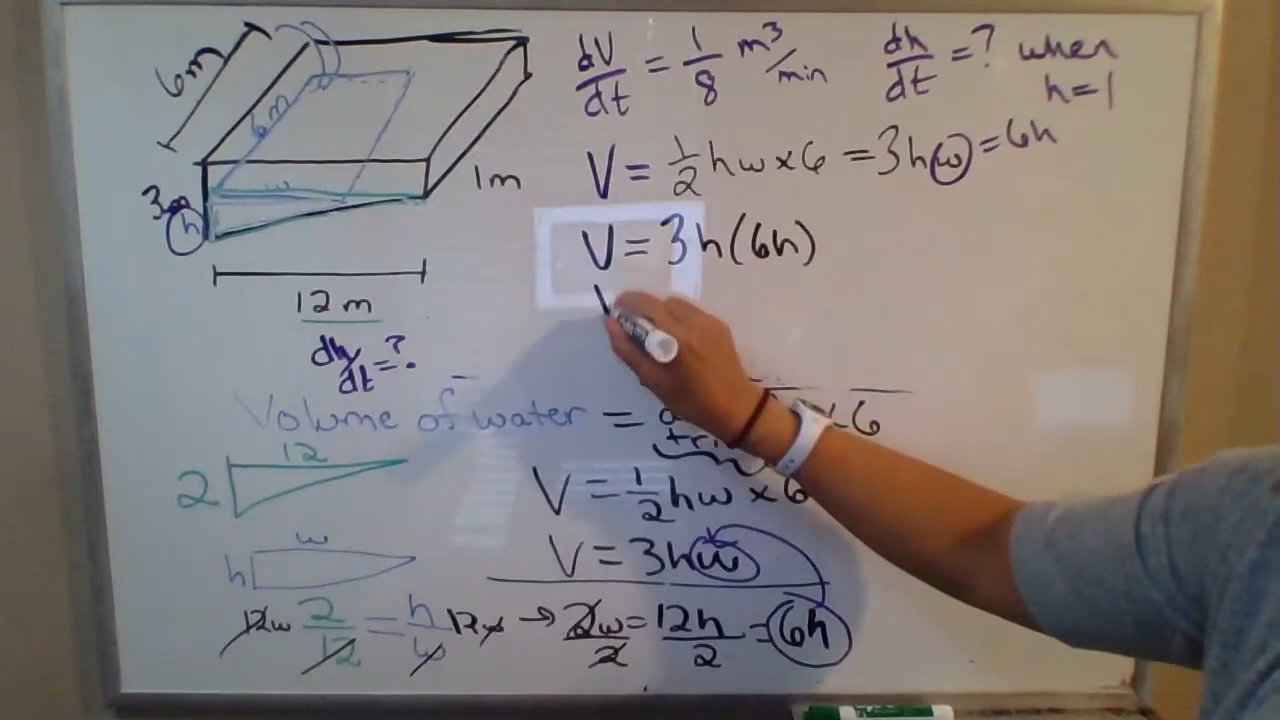 6m
6m
w
3m
h
1m
12 m
dh/dt = ?
dV/dt = 1/8 m³/min
dh/dt = ? when
h=1
V = 1/2 hw × 6 = 3hw = 6h
V = 3h(6h)
Volume of water = × 6
V = 1/2 hw × 6
V = 3hw
12
2
w
h
12w 2/12 = h/w 12w → 2w/2 = 12h/2 = 6h